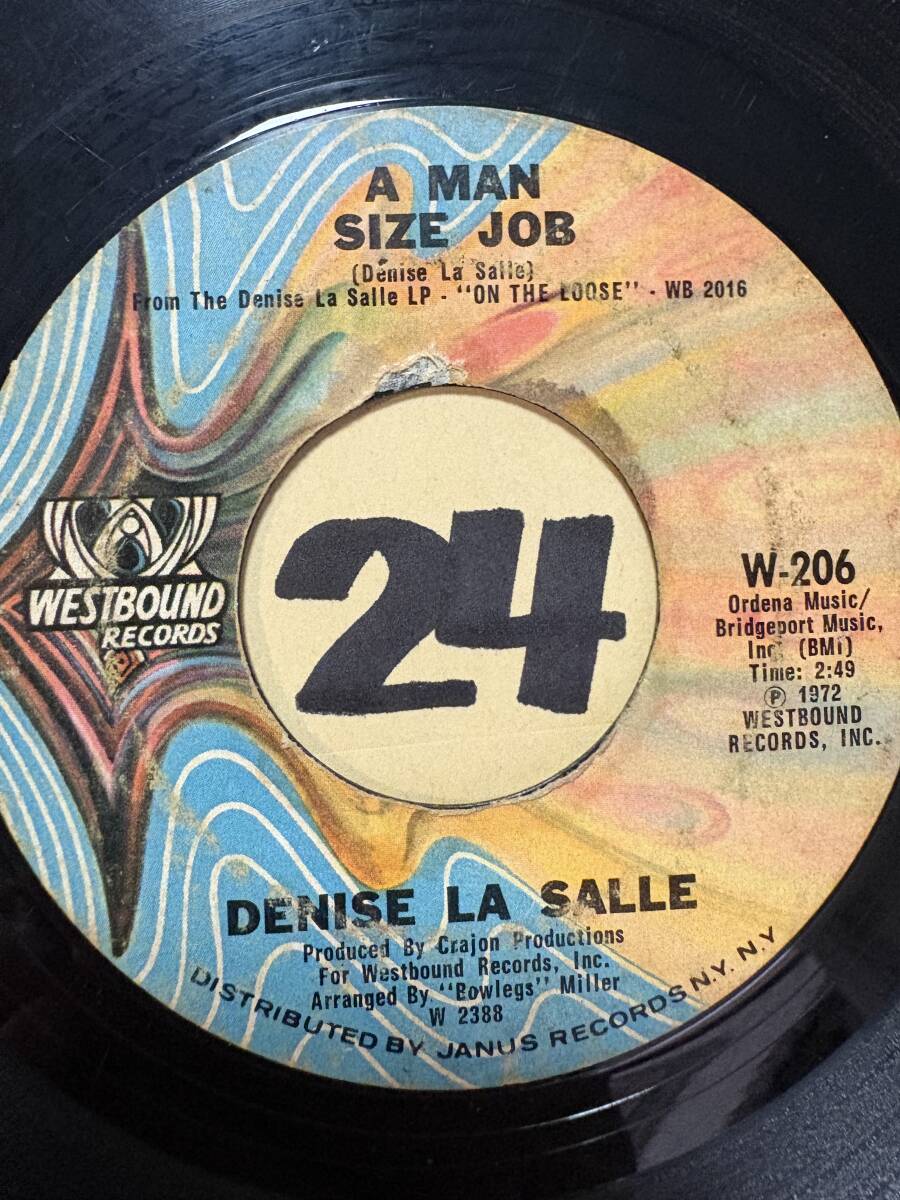 A MAN
SIZE JOB
(Denise La Salle)
From The Denise La Salle LP - "ON THE LOOSE" - WB 2016
WESTBOUND
RECORDS
24
W-206
Ordena Music/
Bridgeport Music,
Inc. (BMI)
Time: 2:49
℗ 1972
WESTBOUND
RECORDS, INC.
DENISE LA SALLE
Produced By Crajon Productions
For Westbound Records, Inc.
Arranged By "Bowlegs" Miller
W 2388
DISTRIBUTED BY JANUS RECORDS N.Y. N.Y